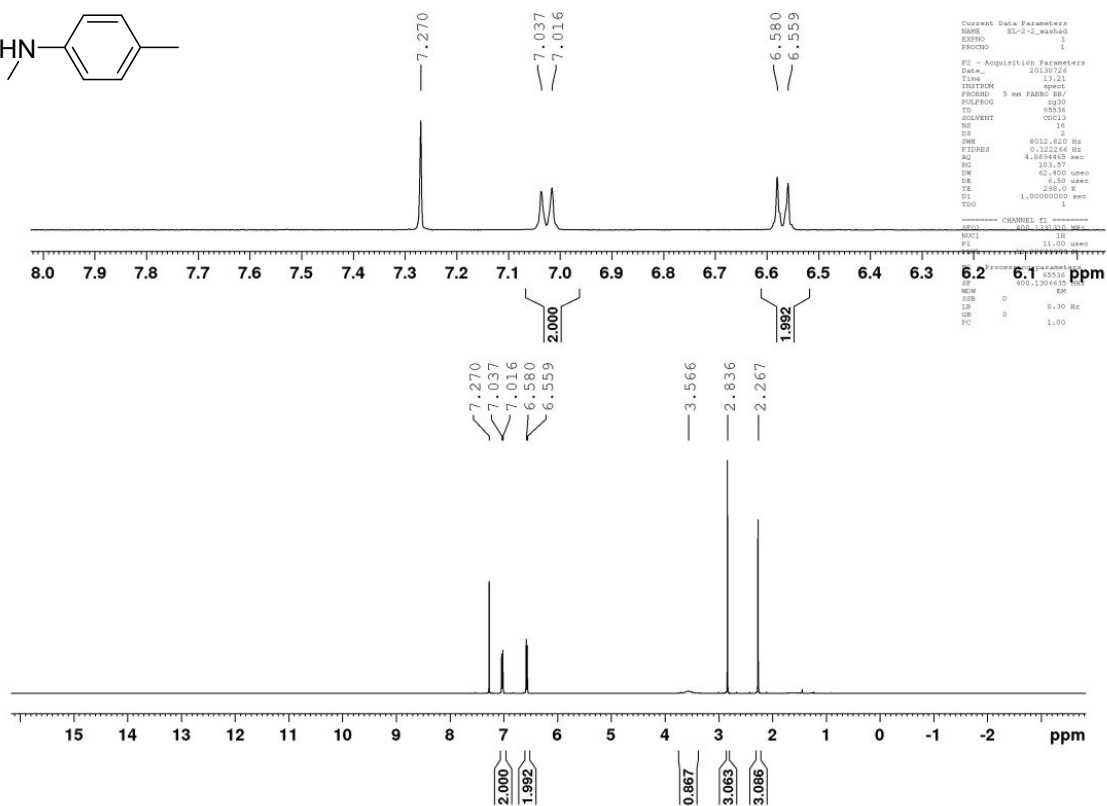 HN
7.270
7.037
7.016
6.580
6.559
Current Data Parameters
NAME EL-2-2_washed
EXPNO 1
PROCNO 1
F2 - Acquisition Parameters
Date_ 20130726
Time 13.21
INSTRUM spect
PROBHD 5 mm PABBO BB/
PULPROG zg30
TD 65536
SOLVENT CDCl3
NS 16
DS 2
SWH 8012.820 Hz
FIDRES 0.122266 Hz
AQ 4.0894465 sec
RG 103.57
DW 62.400 usec
DE 6.50 usec
TE 298.0 K
D1 1.00000000 sec
TD0 1
======== CHANNEL f1 ========
SFO1 400.1331310 MHz
NUC1 1H
P1 11.00 usec
8.0 7.9 7.8 7.7 7.6 7.5 7.4 7.3 7.2 7.1 7.0 6.9 6.8 6.7 6.6 6.5 6.4 6.3 6.2 6.1 ppm
Processing parameters
65536
SF 400.1306635 MHz
WDW EM
SSB 0
LB 0.30 Hz
GB 0
PC 1.00
2.000
1.992
7.270
7.037
7.016
6.580
6.559
3.566
2.836
2.267
15 14 13 12 11 10 9 8 7 6 5 4 3 2 1 0 -1 -2 ppm
2.000
1.992
0.867
3.063
3.086